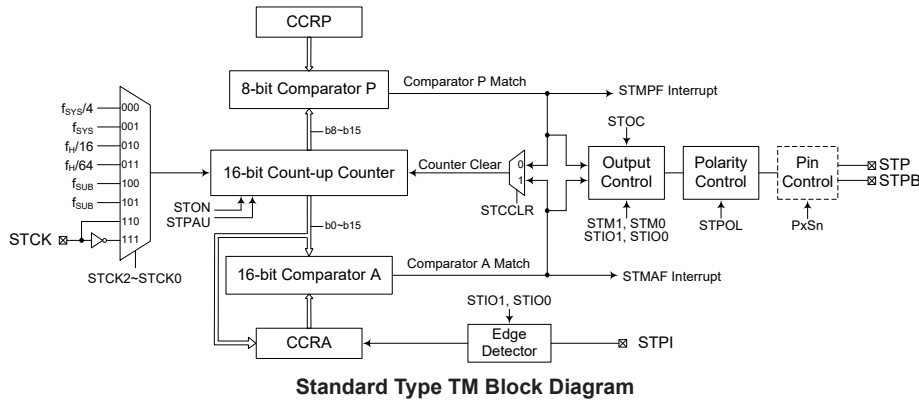 CCRP
8-bit Comparator P
Comparator P Match
STMPF Interrupt
b8~b15
STOC
fSYS/4
000
fSYS
001
fH/16
010
fH/64
011
fSUB
100
fSUB
101
110
111
STCK
STCK2~STCK0
16-bit Count-up Counter
Counter Clear
0
1
STCCLR
Output
Control
Polarity
Control
Pin
Control
STP
STPB
STON
STPAU
STM1, STM0
STIO1, STIO0
STPOL
PxSn
b0~b15
16-bit Comparator A
Comparator A Match
STMAF Interrupt
STIO1, STIO0
CCRA
Edge
Detector
STPI
Standard Type TM Block Diagram